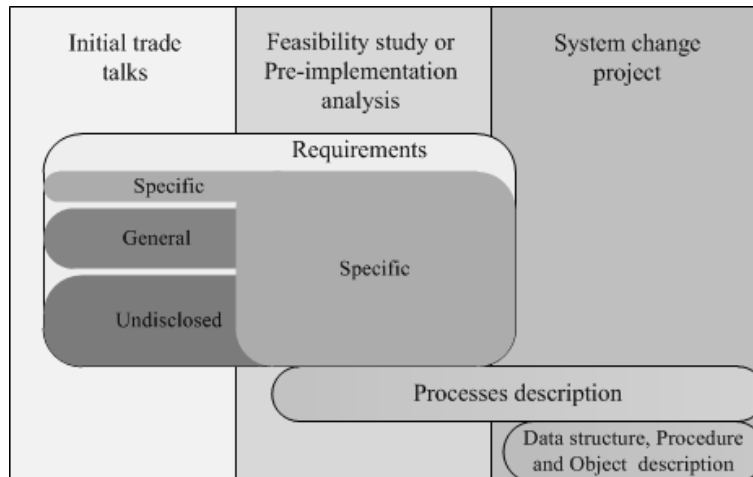 Initial trade
talks
Feasibility study or
Pre-implementation
analysis
System change
project
Requirements
Specific
General
Undisclosed
Specific
Processes description
Data structure, Procedure
and Object description